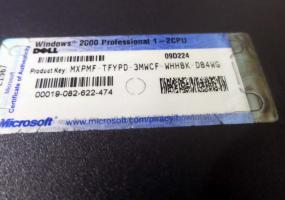 Windows 2000 Professional 1-2CPU
DELL
09D224
Product Key: MXPMF-TFYPD-3MWCF-WHHBK-D84WG
00019-082-622-474
Microsoft
Certificate of Authenticity
Microsoft
www.microsoft.com/piracy/howtotell